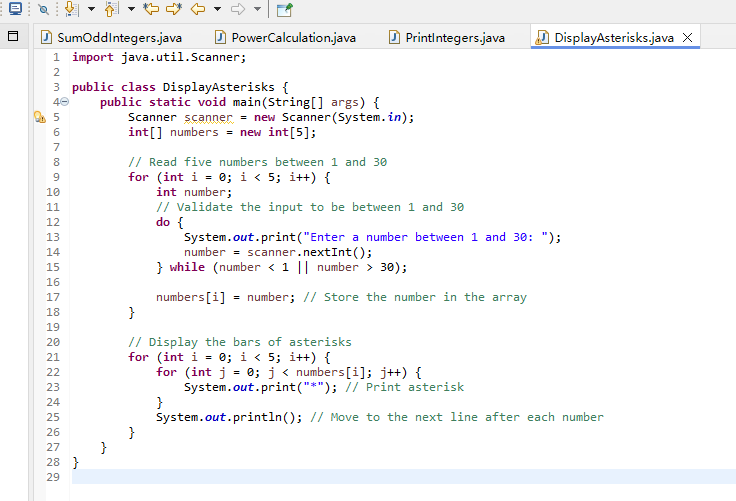 SumOddIntegers.java PowerCalculation.java PrintIntegers.java DisplayAsterisks.java
1 import java.util.Scanner;
2
3 public class DisplayAsterisks {
4 public static void main(String[] args) {
5 Scanner scanner = new Scanner(System.in);
6 int[] numbers = new int[5];
7
8 // Read five numbers between 1 and 30
9 for (int i = 0; i < 5; i++) {
10 int number;
11 // Validate the input to be between 1 and 30
12 do {
13 System.out.print("Enter a number between 1 and 30: ");
14 number = scanner.nextInt();
15 } while (number < 1 || number > 30);
16
17 numbers[i] = number; // Store the number in the array
18 }
19
20 // Display the bars of asterisks
21 for (int i = 0; i < 5; i++) {
22 for (int j = 0; j < numbers[i]; j++) {
23 System.out.print("*"); // Print asterisk
24 }
25 System.out.println(); // Move to the next line after each number
26 }
27 }
28 }
29